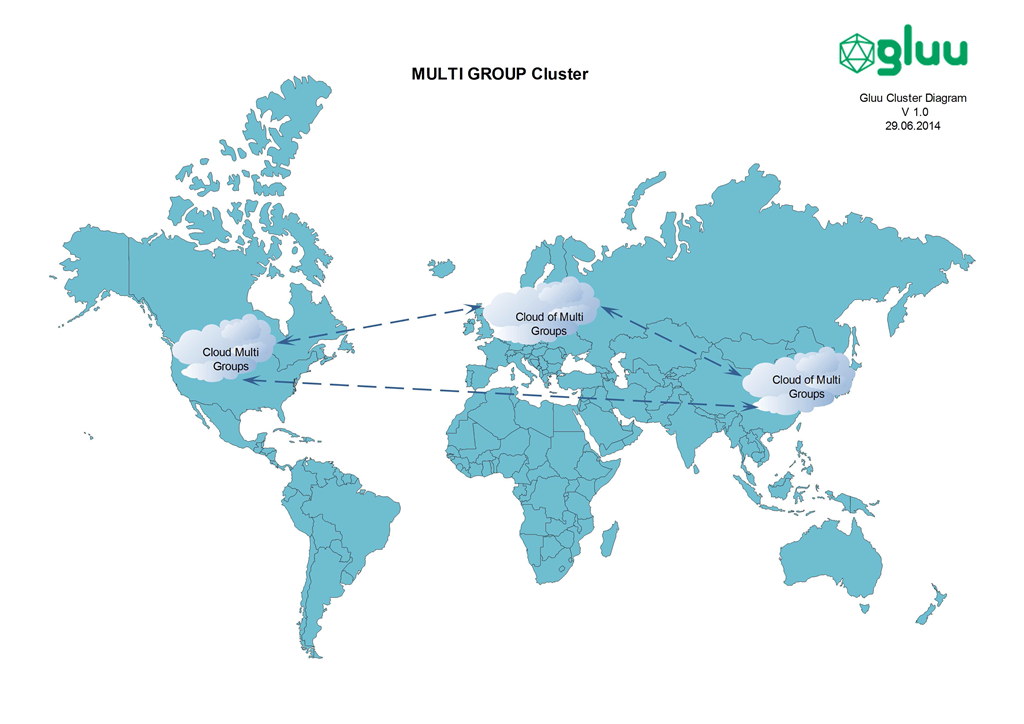 gluu
MULTI GROUP Cluster
Gluu Cluster Diagram
V 1.0
29.06.2014
Cloud of Multi
Groups
Cloud Multi
Groups
Cloud of Multi
Groups